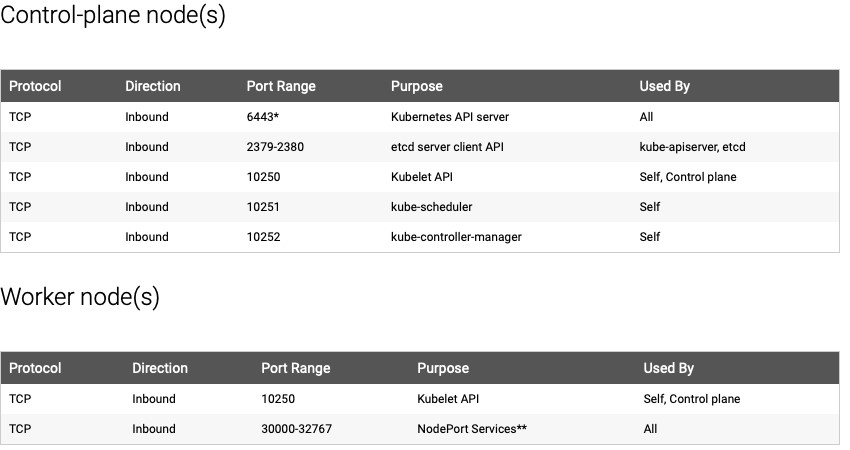 Control-plane node(s)
Protocol Direction Port Range Purpose Used By
TCP Inbound 6443* Kubernetes API server All
TCP Inbound 2379-2380 etcd server client API kube-apiserver, etcd
TCP Inbound 10250 Kubelet API Self, Control plane
TCP Inbound 10251 kube-scheduler Self
TCP Inbound 10252 kube-controller-manager Self
Worker node(s)
Protocol Direction Port Range Purpose Used By
TCP Inbound 10250 Kubelet API Self, Control plane
TCP Inbound 30000-32767 NodePort Services** All